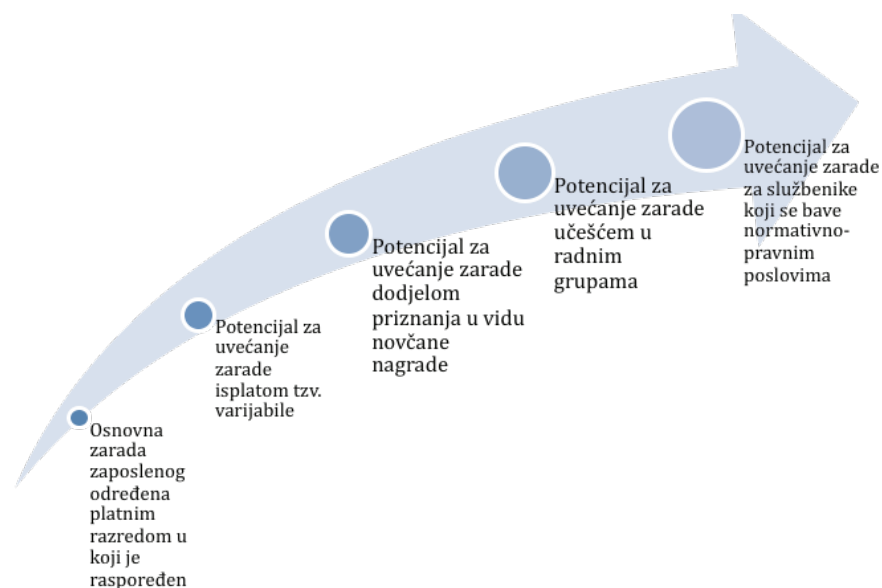 Osnovna
zarada
zaposlenog
određena
platnim
razredom u
koji je
raspoređen
Potencijal za
uvećanje
zarade
isplatom tzv.
varijabile
Potencijal za
uvećanje zarade
dodjelom
priznanja u vidu
novčane
nagrade
Potencijal za
uvećanje zarade
učešćem u
radnim
grupama
Potencijal za
uvećanje zarade
za službenike
koji se bave
normativno-
pravnim
poslovima